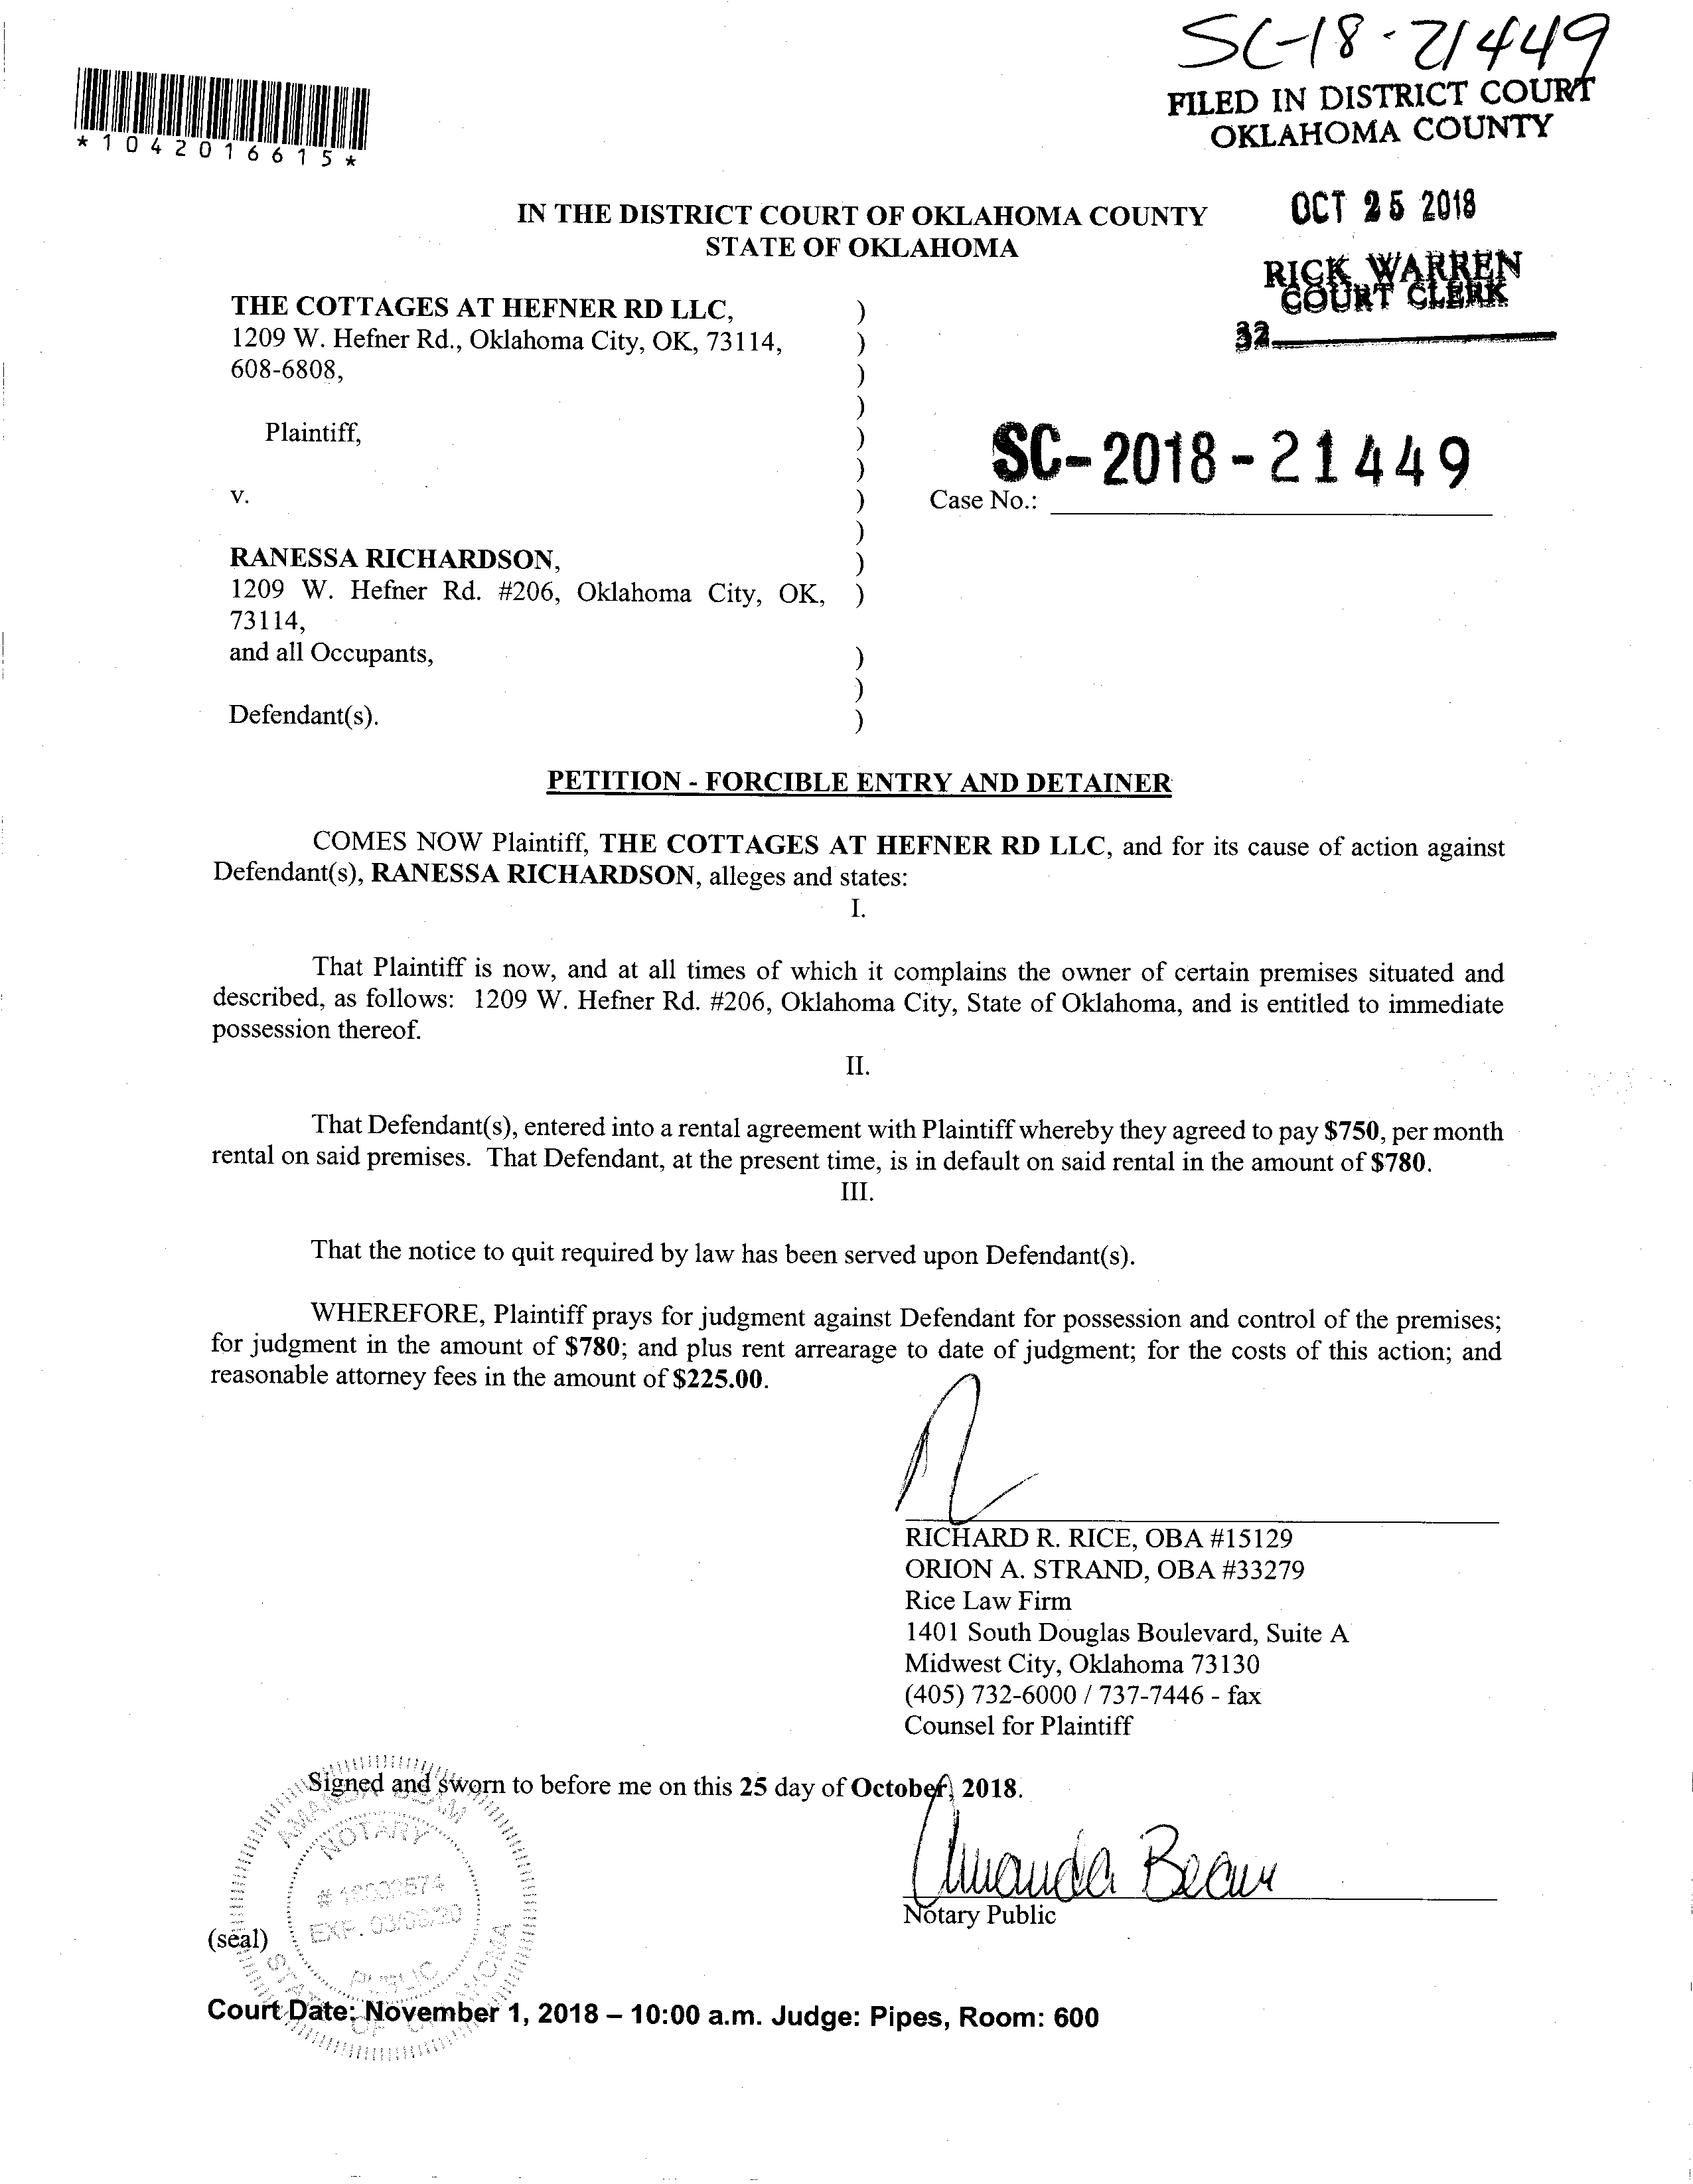 SC-18-21449
FILED IN DISTRICT COURT
OKLAHOMA COUNTY
*1042016615*
OCT 25 2018
RICK WARREN
COURT CLERK
32
IN THE DISTRICT COURT OF OKLAHOMA COUNTY
STATE OF OKLAHOMA
THE COTTAGES AT HEFNER RD LLC, )
1209 W. Hefner Rd., Oklahoma City, OK, 73114, )
608-6808, )
)
Plaintiff, )
)
v. )
)
RANESSA RICHARDSON, )
1209 W. Hefner Rd. #206, Oklahoma City, OK, )
73114,
and all Occupants, )
)
Defendant(s). )
SC-2018-21449
Case No.:
PETITION - FORCIBLE ENTRY AND DETAINER
COMES NOW Plaintiff, THE COTTAGES AT HEFNER RD LLC, and for its cause of action against
Defendant(s), RANESSA RICHARDSON, alleges and states:
I.
That Plaintiff is now, and at all times of which it complains the owner of certain premises situated and
described, as follows: 1209 W. Hefner Rd. #206, Oklahoma City, State of Oklahoma, and is entitled to immediate
possession thereof.
II.
That Defendant(s), entered into a rental agreement with Plaintiff whereby they agreed to pay $750, per month
rental on said premises. That Defendant, at the present time, is in default on said rental in the amount of $780.
III.
That the notice to quit required by law has been served upon Defendant(s).
WHEREFORE, Plaintiff prays for judgment against Defendant for possession and control of the premises;
for judgment in the amount of $780; and plus rent arrearage to date of judgment; for the costs of this action; and
reasonable attorney fees in the amount of $225.00.
RICHARD R. RICE, OBA #15129
ORION A. STRAND, OBA #33279
Rice Law Firm
1401 South Douglas Boulevard, Suite A
Midwest City, Oklahoma 73130
(405) 732-6000 / 737-7446 - fax
Counsel for Plaintiff
Signed and sworn to before me on this 25 day of October, 2018.
Amanda Beam
Notary Public
(seal)
AMANDA BEAM
NOTARY
PUBLIC
STATE OF OKLAHOMA
Court Date: November 1, 2018 – 10:00 a.m. Judge: Pipes, Room: 600